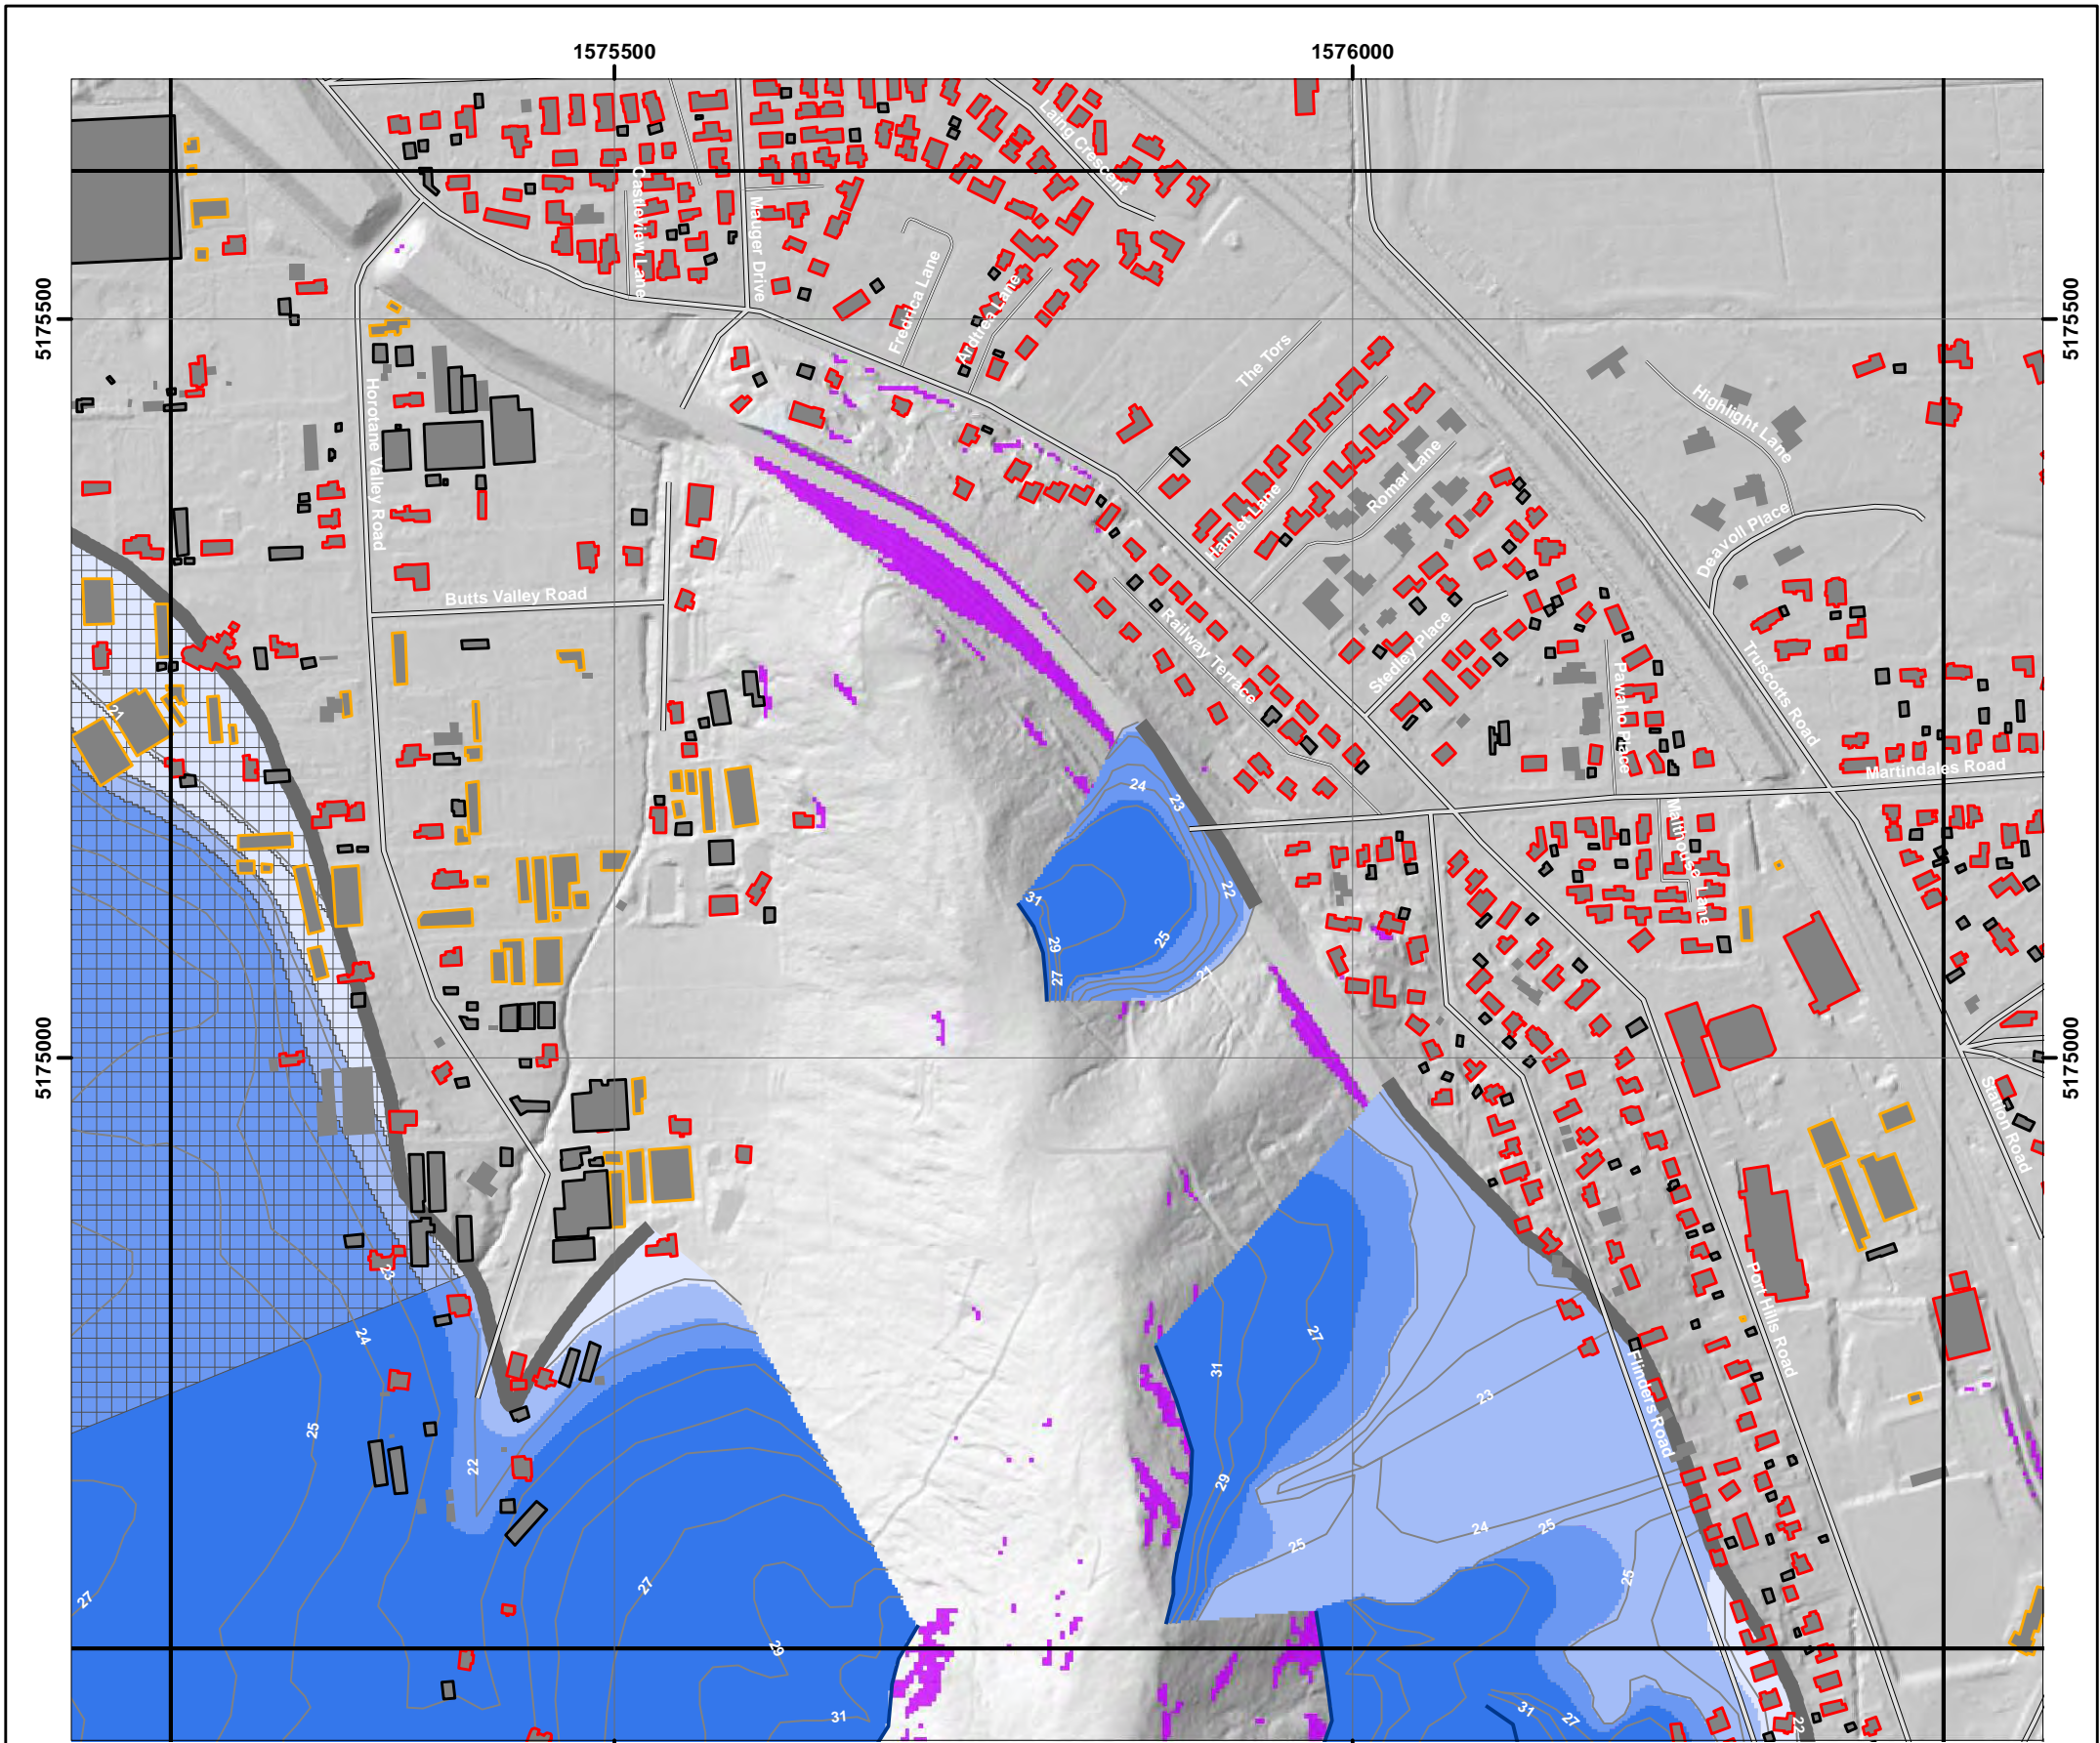 1575500
1576000
Laing Crescent
Castleview Lane
Mauger Drive
Fredrica Lane
Ardtrea Lane
5175500
5175500
The Tors
Highlight Lane
Horotane Valley Road
Hamlet Lane
Romar Lane
Deavoll Place
Butts Valley Road
Railway Terrace
Stedley Place
Pawaho Place
Truscotts Road
21
Martindales Road
24
23
Malthouse Lane
31
22
29
25
27
21
5175000
5175000
Station Road
23
24
Port Hills Road
27
31
Flinders Road
23
25
22
29
24
25
25
27
27
25
29
31
31
27
22